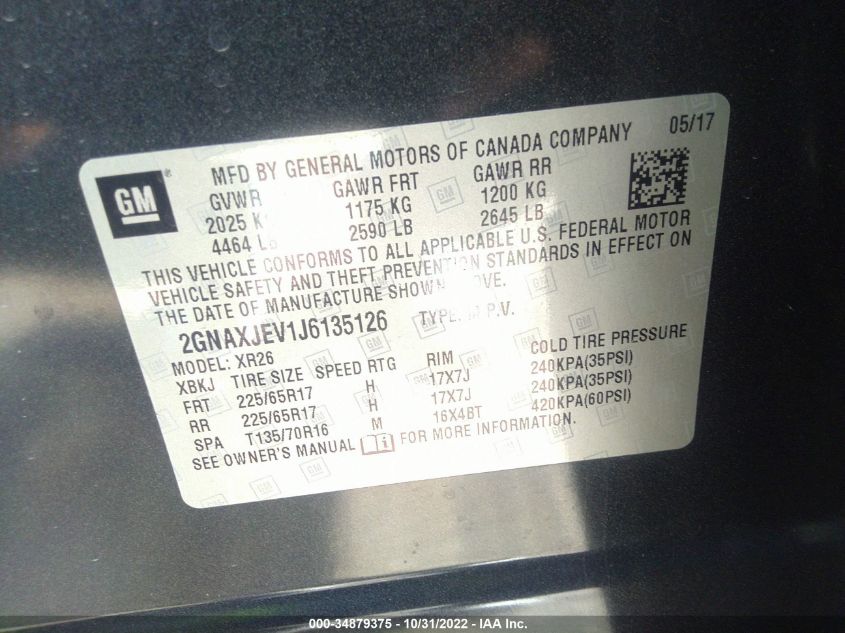 GM
MFD BY GENERAL MOTORS OF CANADA COMPANY 05/17
GVWR GAWR FRT GAWR RR
2025 K 1175 KG 1200 KG
4464 LB 2590 LB 2645 LB
THIS VEHICLE CONFORMS TO ALL APPLICABLE U.S. FEDERAL MOTOR
VEHICLE SAFETY AND THEFT PREVENTION STANDARDS IN EFFECT ON
THE DATE OF MANUFACTURE SHOWN ABOVE.
2GNAXJEV1J6135126 TYPE: M.P.V.
MODEL: XR26
XBKJ TIRE SIZE SPEED RTG RIM COLD TIRE PRESSURE
FRT 225/65R17 H 17X7J 240KPA(35PSI)
RR 225/65R17 H 17X7J 240KPA(35PSI)
SPA T135/70R16 M 16X4BT 420KPA(60PSI)
SEE OWNER'S MANUAL FOR MORE INFORMATION.
000-34879375 - 10/31/2022 - IAA Inc.